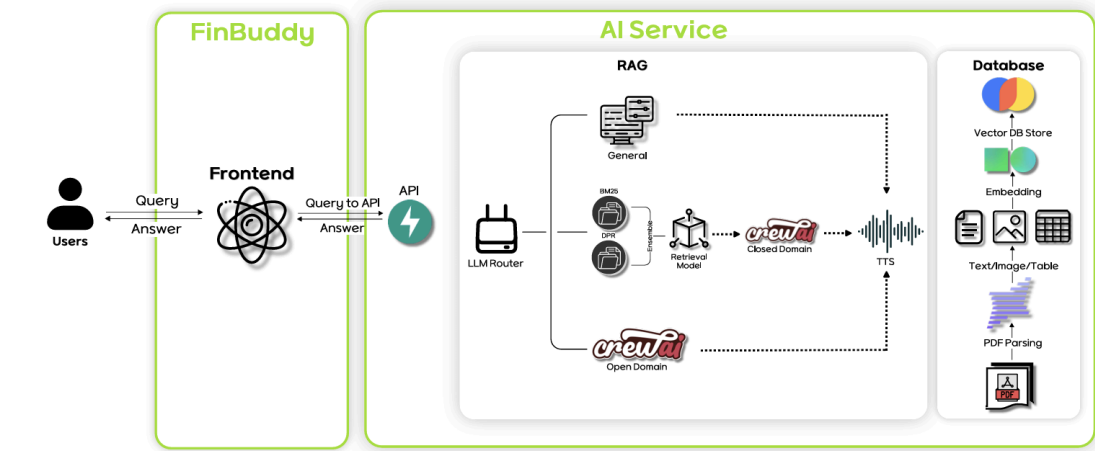 FinBuddy
AI Service
RAG
Database
General
Vector DB Store
Frontend
API
BM25
Embedding
Query
Query to API
Answer
Answer
Users
DPR
Ensemble
LLM Router
Retrieval
Model
crewai
Closed Domain
TTS
Text/Image/Table
PDF Parsing
crewai
Open Domain
PDF